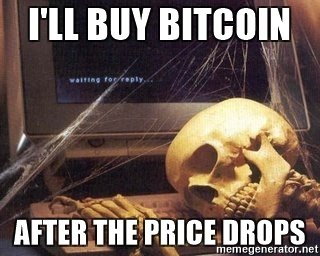 I'LL BUY BITCOIN
waiting for reply...
AFTER THE PRICE DROPS
memegenerator.net